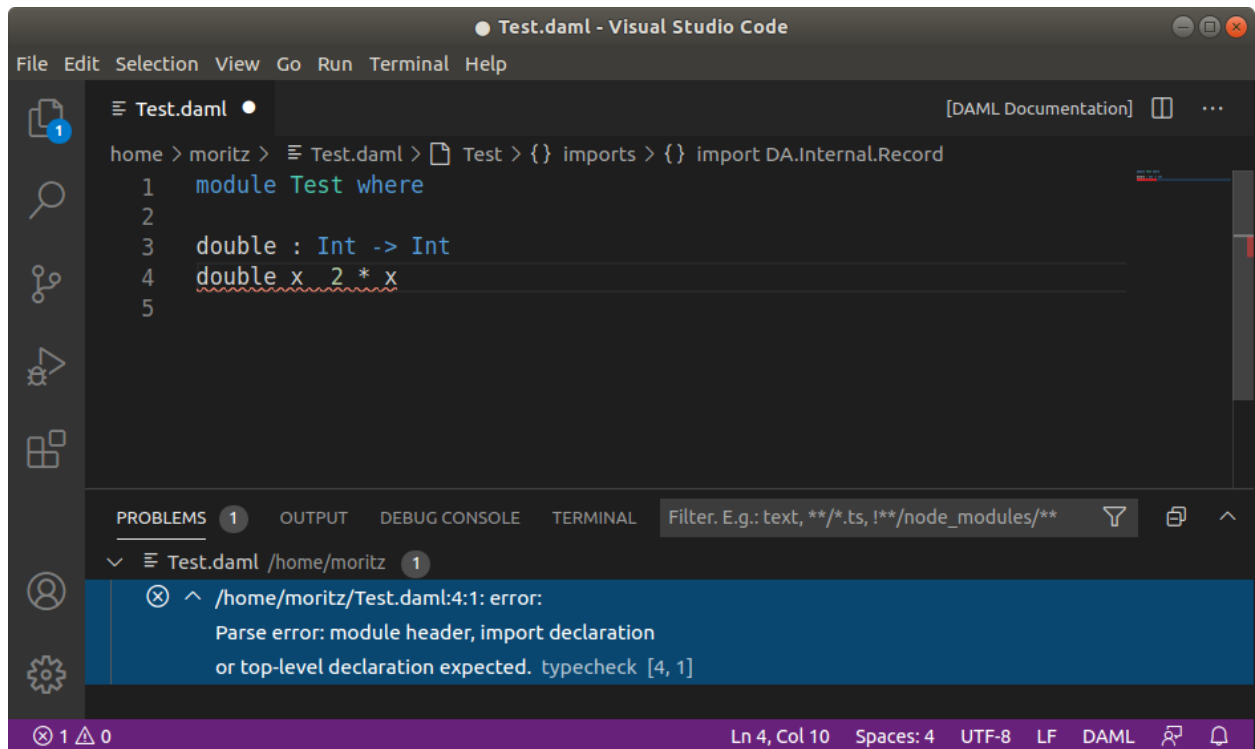 Test.daml - Visual Studio Code
File Edit Selection View Go Run Terminal Help
1
Test.daml
[DAML Documentation]
home > moritz > Test.daml > Test > {} imports > {} import DA.Internal.Record
1 module Test where
2
3 double : Int -> Int
4 double x  2 * x
5
PROBLEMS 1 OUTPUT DEBUG CONSOLE TERMINAL Filter. E.g.: text, **/*.ts, !**/node_modules/**
Test.daml /home/moritz 1
/home/moritz/Test.daml:4:1: error:
Parse error: module header, import declaration
or top-level declaration expected. typecheck [4, 1]
1 0 Ln 4, Col 10 Spaces: 4 UTF-8 LF DAML